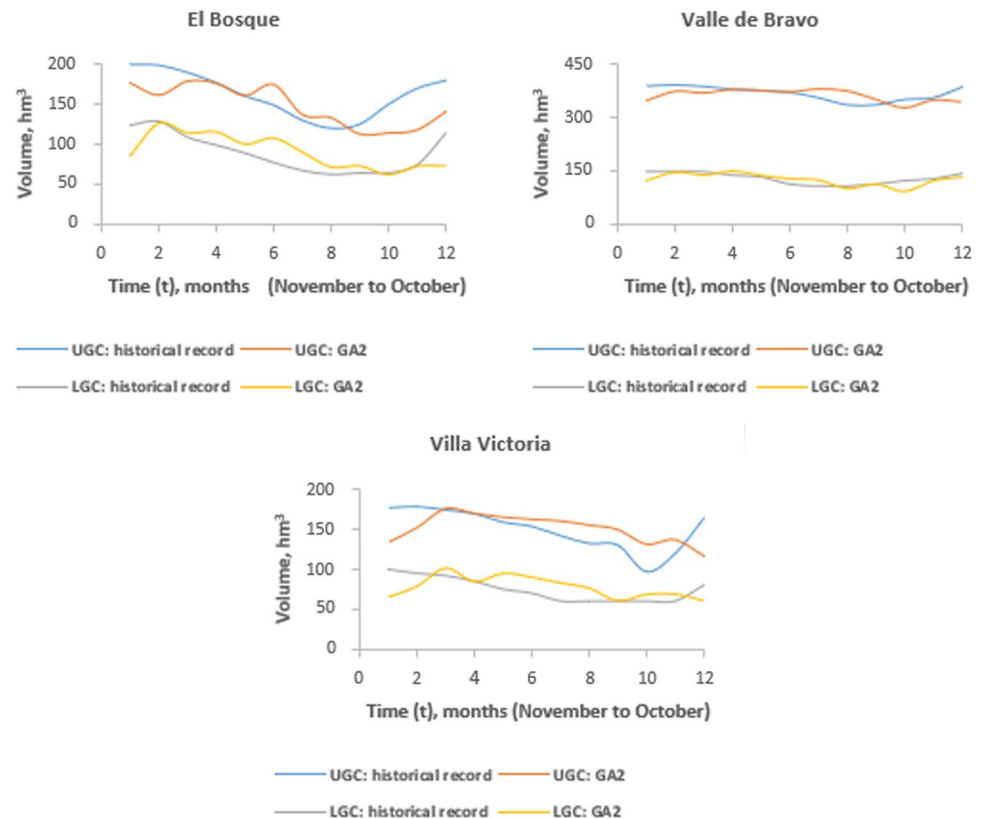 El Bosque
Volume, hm³
200
150
100
50
0
0 2 4 6 8 10 12
Time (t), months (November to October)
UGC: historical record UGC: GA2
LGC: historical record LGC: GA2
Valle de Bravo
Volume, hm³
450
300
150
0
0 2 4 6 8 10 12
Time (t), months (November to October)
UGC: historical record UGC: GA2
LGC: historical record LGC: GA2
Villa Victoria
Volume, hm³
200
150
100
50
0
0 2 4 6 8 10 12
Time (t), months (November to October)
UGC: historical record UGC: GA2
LGC: historical record LGC: GA2